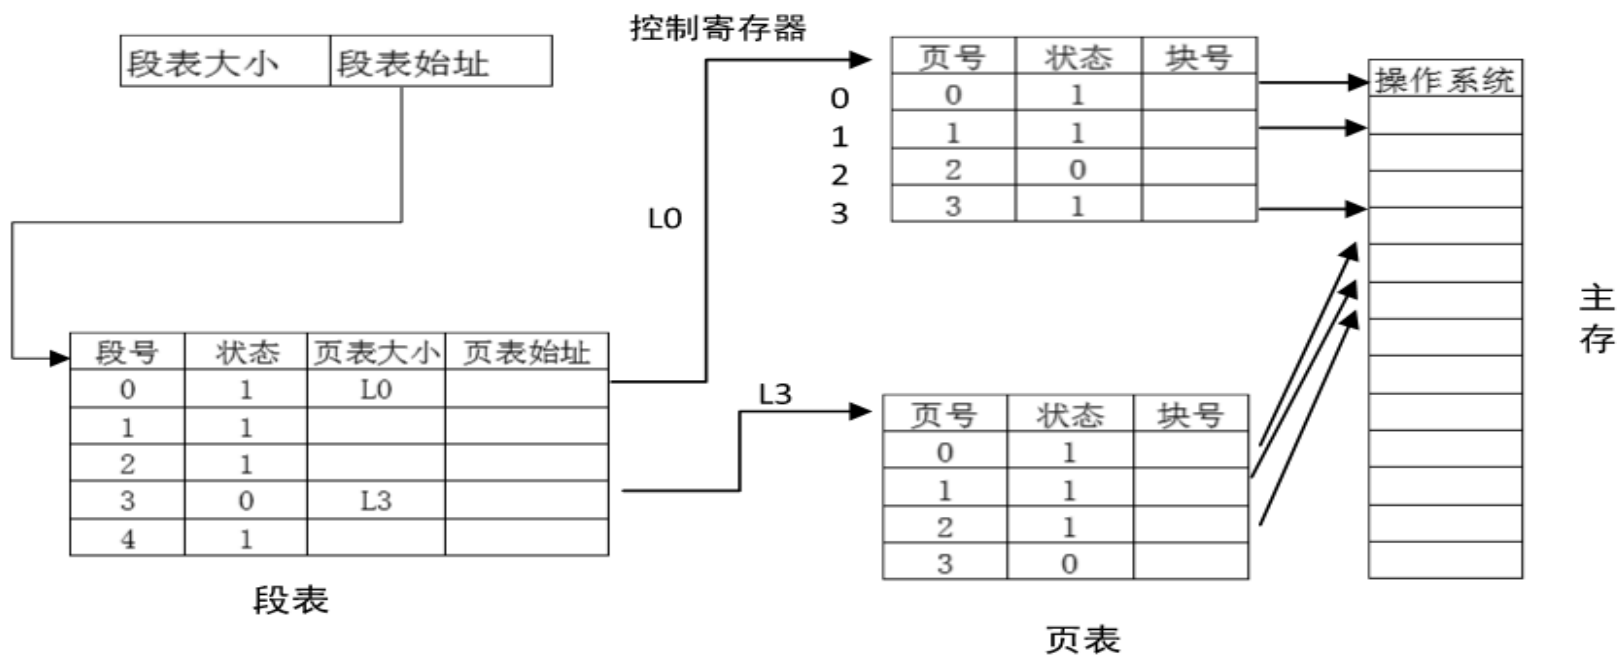 控制寄存器
段表大小 段表始址
页号 状态 块号
0 1
1 1
2 0
3 1
0
1
2
3
操作系统
L0
主存
段号 状态 页表大小 页表始址
0 1 L0
1 1
2 1
3 0 L3
4 1
段表
L3
页号 状态 块号
0 1
1 1
2 1
3 0
页表